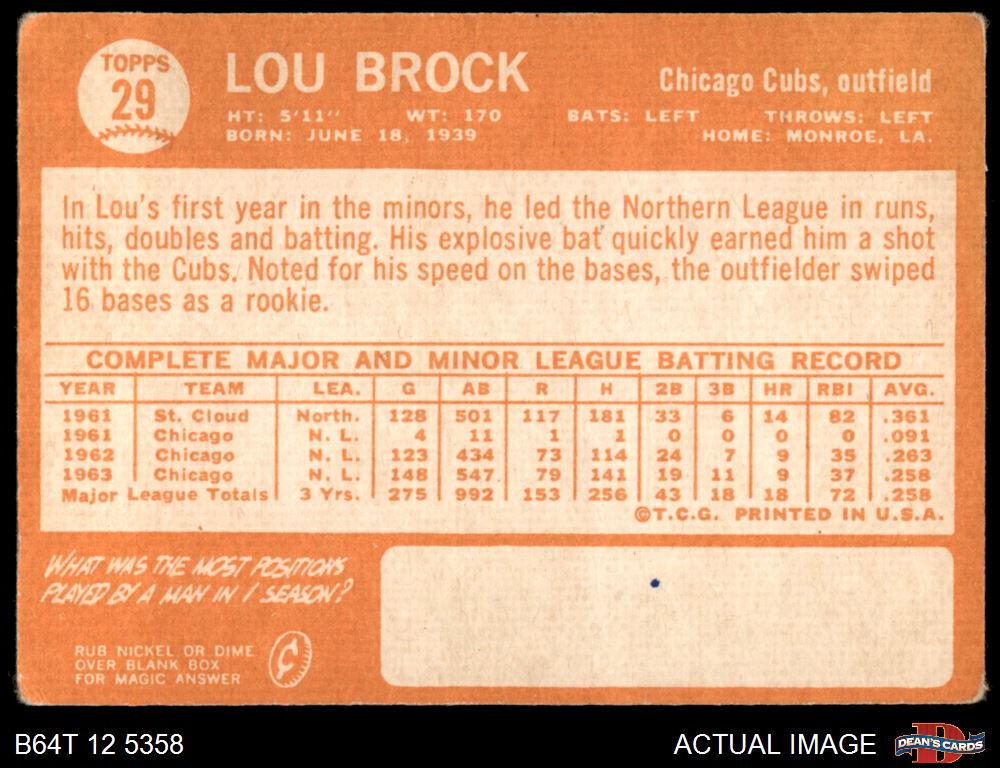 TOPPS
29
LOU BROCK
Chicago Cubs, outfield
HT: 5'11" WT: 170 BATS: LEFT THROWS: LEFT
BORN: JUNE 18, 1939 HOME: MONROE, LA.
In Lou's first year in the minors, he led the Northern League in runs,
hits, doubles and batting. His explosive bat quickly earned him a shot
with the Cubs. Noted for his speed on the bases, the outfielder swiped
16 bases as a rookie.
COMPLETE MAJOR AND MINOR LEAGUE BATTING RECORD
YEAR TEAM LEA. G AB R H 2B 3B HR RBI AVG.
1961 St. Cloud North. 128 501 117 181 33 6 14 82 .361
1961 Chicago N. L. 4 11 1 1 0 0 0 0 .091
1962 Chicago N. L. 123 434 73 114 24 7 9 35 .263
1963 Chicago N. L. 148 547 79 141 19 11 9 37 .258
Major League Totals 3 Yrs. 275 992 153 256 43 18 18 72 .258
©T.C.G. PRINTED IN U.S.A.
WHAT WAS THE MOST POSITIONS
PLAYED BY A MAN IN 1 SEASON?
RUB NICKEL OR DIME
OVER BLANK BOX
FOR MAGIC ANSWER
¢
B64T 12 5358
ACTUAL IMAGE
D
DEAN'S CARDS